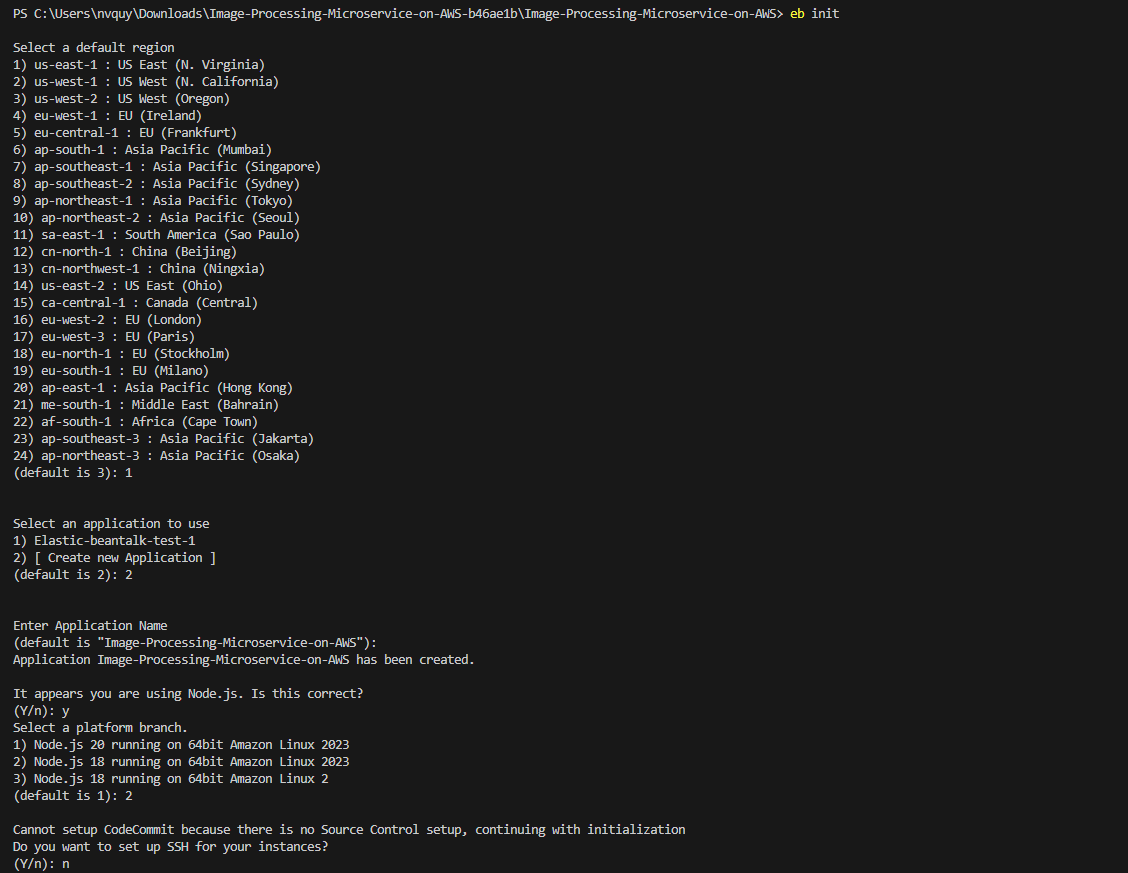 PS C:\Users\nvquy\Downloads\Image-Processing-Microservice-on-AWS-b46ae1b\Image-Processing-Microservice-on-AWS> eb init
Select a default region
1) us-east-1 : US East (N. Virginia)
2) us-west-1 : US West (N. California)
3) us-west-2 : US West (Oregon)
4) eu-west-1 : EU (Ireland)
5) eu-central-1 : EU (Frankfurt)
6) ap-south-1 : Asia Pacific (Mumbai)
7) ap-southeast-1 : Asia Pacific (Singapore)
8) ap-southeast-2 : Asia Pacific (Sydney)
9) ap-northeast-1 : Asia Pacific (Tokyo)
10) ap-northeast-2 : Asia Pacific (Seoul)
11) sa-east-1 : South America (Sao Paulo)
12) cn-north-1 : China (Beijing)
13) cn-northwest-1 : China (Ningxia)
14) us-east-2 : US East (Ohio)
15) ca-central-1 : Canada (Central)
16) eu-west-2 : EU (London)
17) eu-west-3 : EU (Paris)
18) eu-north-1 : EU (Stockholm)
19) eu-south-1 : EU (Milano)
20) ap-east-1 : Asia Pacific (Hong Kong)
21) me-south-1 : Middle East (Bahrain)
22) af-south-1 : Africa (Cape Town)
23) ap-southeast-3 : Asia Pacific (Jakarta)
24) ap-northeast-3 : Asia Pacific (Osaka)
(default is 3): 1
Select an application to use
1) Elastic-beantalk-test-1
2) [ Create new Application ]
(default is 2): 2
Enter Application Name
(default is "Image-Processing-Microservice-on-AWS"):
Application Image-Processing-Microservice-on-AWS has been created.
It appears you are using Node.js. Is this correct?
(Y/n): y
Select a platform branch.
1) Node.js 20 running on 64bit Amazon Linux 2023
2) Node.js 18 running on 64bit Amazon Linux 2023
3) Node.js 18 running on 64bit Amazon Linux 2
(default is 1): 2
Cannot setup CodeCommit because there is no Source Control setup, continuing with initialization
Do you want to set up SSH for your instances?
(Y/n): n